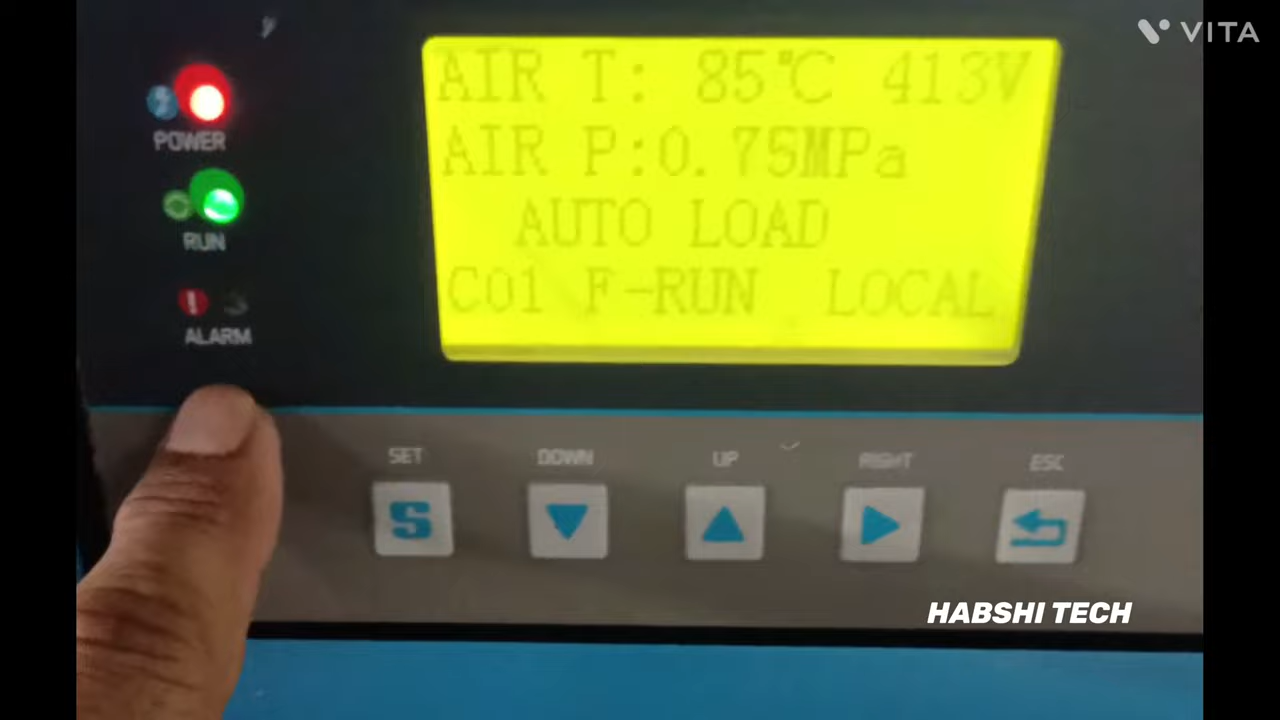 VITA
AIR T: 85℃ 413V
AIR P:0.75MPa
AUTO LOAD
C01 F-RUN LOCAL
POWER
RUN
ALARM
SET DOWN UP RIGHT ESC
S
HABSHI TECH